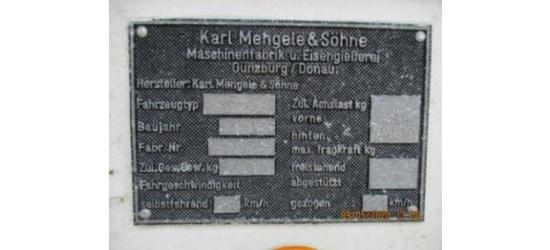 Karl Mengele & Söhne
Maschinenfabrik u. Eisengießerei
Günzburg / Donau
Hersteller: Karl Mengele & Söhne
Fahrzeugtyp
Baujahr
Fabr. Nr.
Zul. Ges. Gew. kg
Fahrgeschwindigkeit
selbstfahrend km/h
Zul. Achslast kg
vorne
hinten
max. Tragkraft kg
freistehend
abgestützt
gezogen km/h